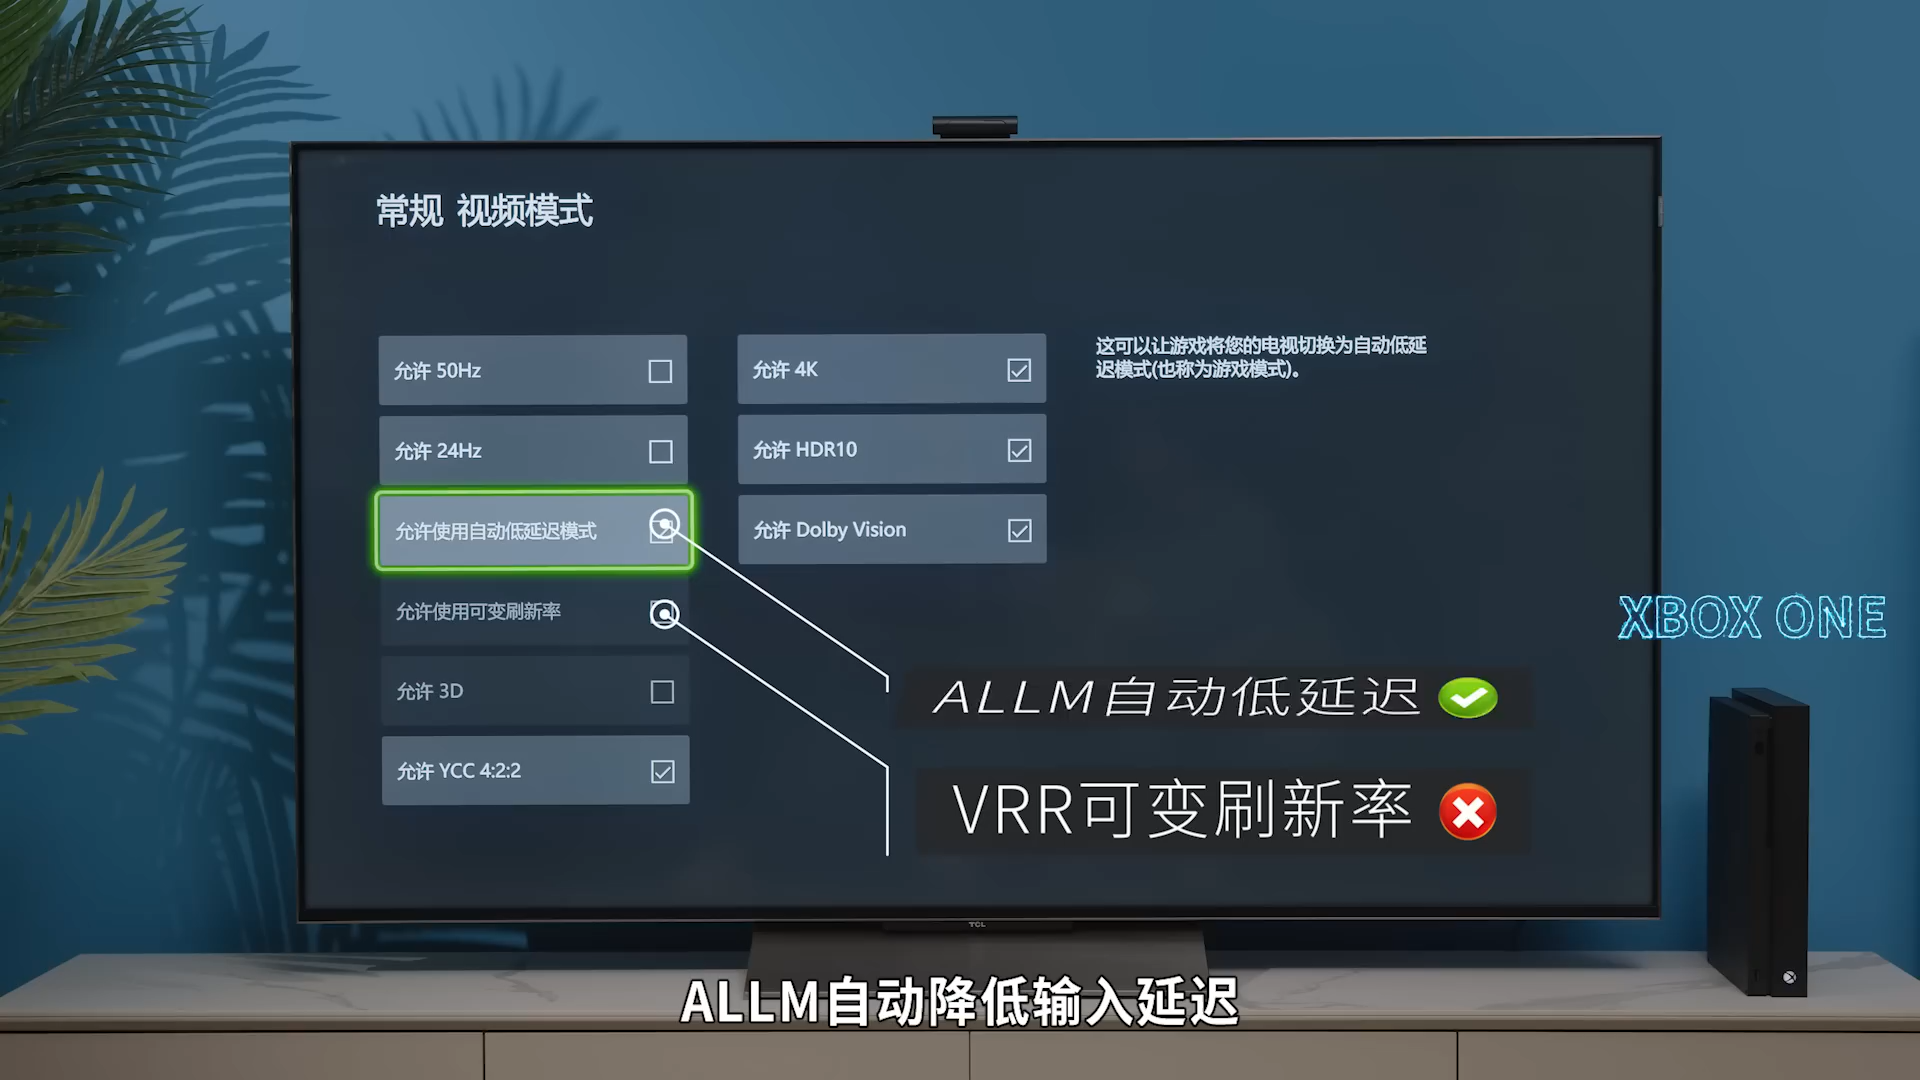 常规 视频模式
允许 50Hz
允许 24Hz
允许使用自动低延迟模式
允许使用可变刷新率
允许 3D
允许 YCC 4:2:2
允许 4K
允许 HDR10
允许 Dolby Vision
这可以让游戏将您的电视切换为自动低延
迟模式(也称为游戏模式)。
XBOX ONE
ALLM自动低延迟
VRR可变刷新率
TCL
ALLM自动降低输入延迟